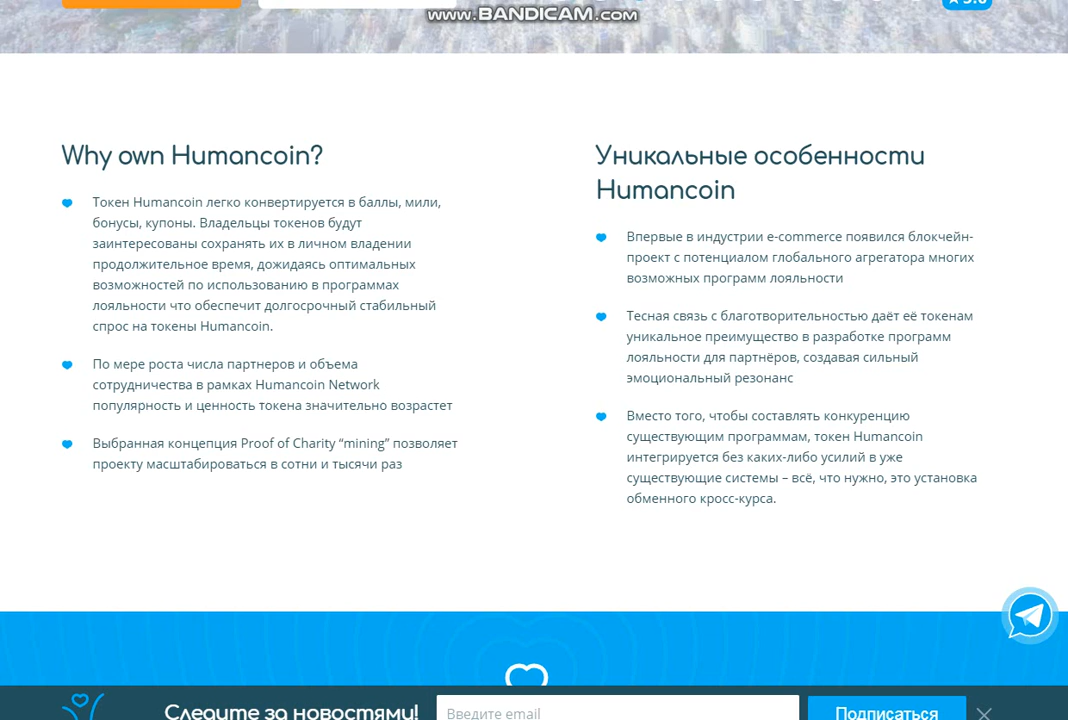 www.BANDICAM.com
Why own Humancoin?
Токен Humancoin легко конвертируется в баллы, мили,
бонусы, купоны. Владельцы токенов будут
заинтересованы сохранять их в личном владении
продолжительное время, дожидаясь оптимальных
возможностей по использованию в программах
лояльности что обеспечит долгосрочный стабильный
спрос на токены Humancoin.
По мере роста числа партнеров и объема
сотрудничества в рамках Humancoin Network
популярность и ценность токена значительно возрастет
Выбранная концепция Proof of Charity “mining” позволяет
проекту масштабироваться в сотни и тысячи раз
Уникальные особенности
Humancoin
Впервые в индустрии e-commerce появился блокчейн-
проект с потенциалом глобального агрегатора многих
возможных программ лояльности
Тесная связь с благотворительностью даёт её токенам
уникальное преимущество в разработке программ
лояльности для партнёров, создавая сильный
эмоциональный резонанс
Вместо того, чтобы составлять конкуренцию
существующим программам, токен Humancoin
интегрируется без каких-либо усилий в уже
существующие системы – всё, что нужно, это установка
обменного кросс-курса.
Следите за новостями!
Введите email
Подписаться